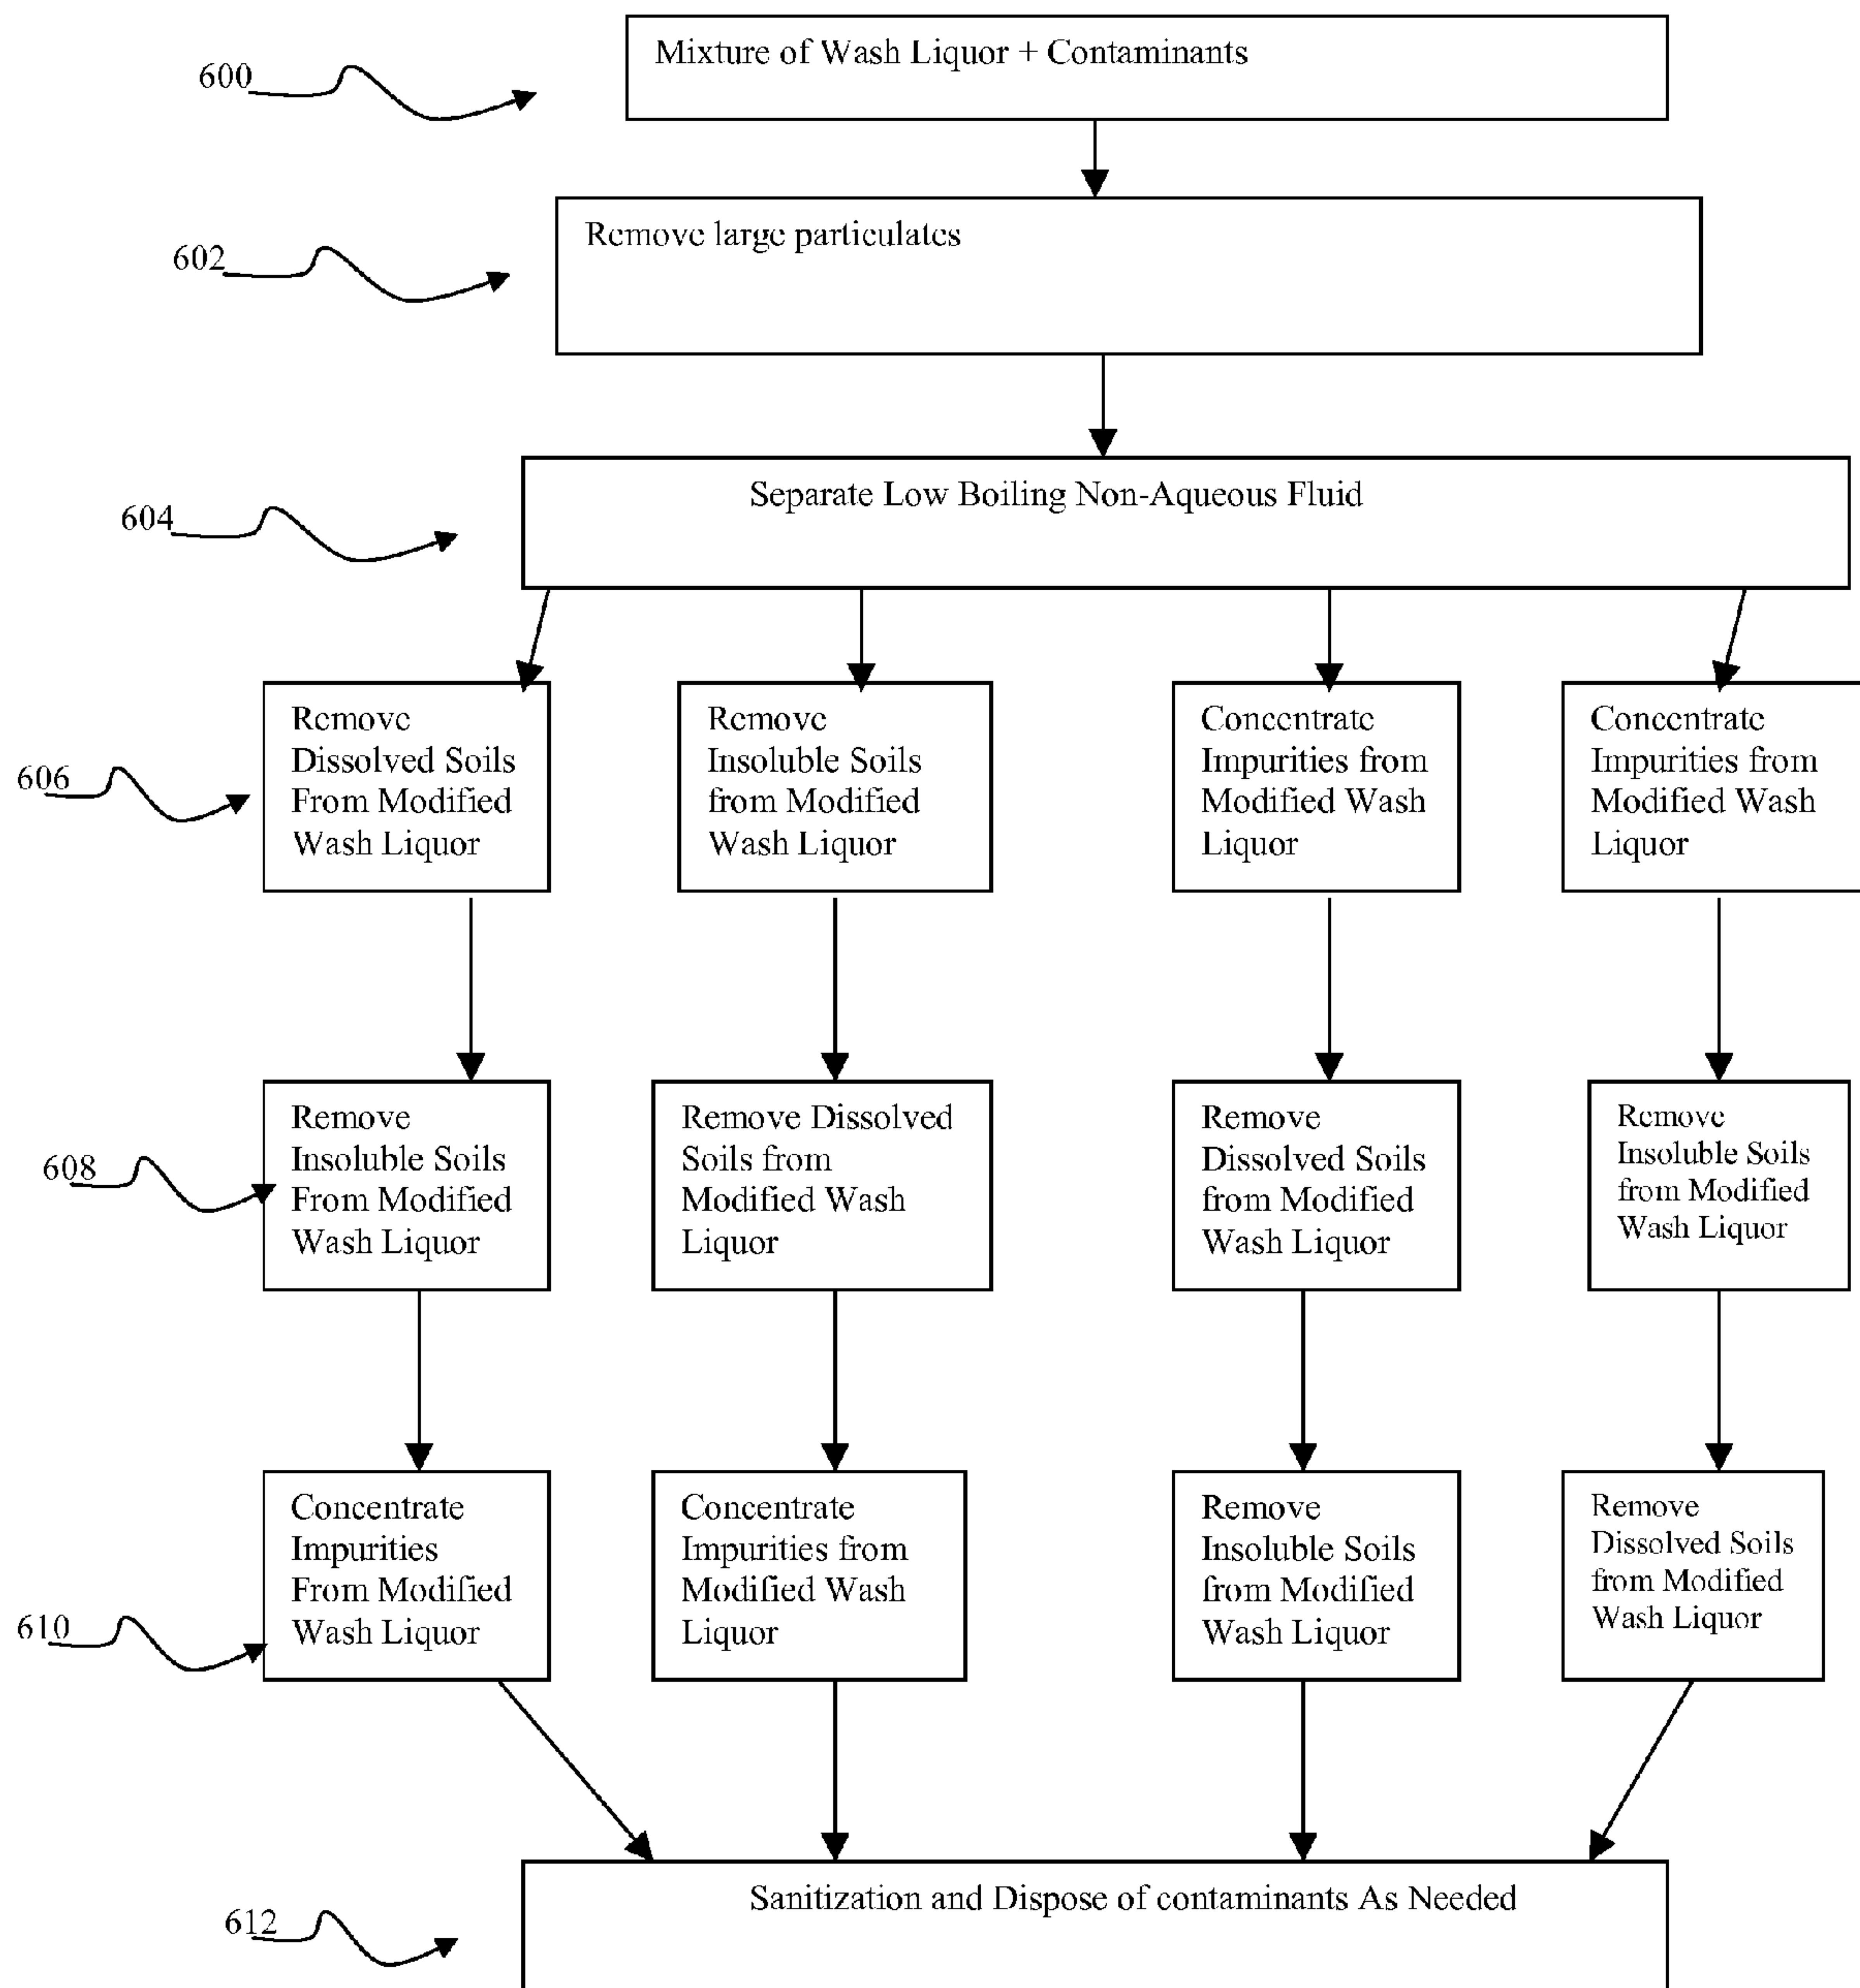 Mixture of Wash Liquor + Contaminants
600
Remove large particulates
602
Separate Low Boiling Non-Aqueous Fluid
604
Remove
Dissolved Soils
From Modified
Wash Liquor
Remove
Insoluble Soils
from Modified
Wash Liquor
Concentrate
Impurities from
Modified Wash
Liquor
Concentrate
Impurities from
Modified Wash
Liquor
606
Remove
Insoluble Soils
From Modified
Wash Liquor
Remove Dissolved
Soils from
Modified Wash
Liquor
Remove
Dissolved Soils
from Modified
Wash Liquor
Remove
Insoluble Soils
from Modified
Wash Liquor
608
Concentrate
Impurities
From Modified
Wash Liquor
Concentrate
Impurities from
Modified Wash
Liquor
Remove
Insoluble Soils
from Modified
Wash Liquor
Remove
Dissolved Soils
from Modified
Wash Liquor
610
Sanitization and Dispose of contaminants As Needed
612